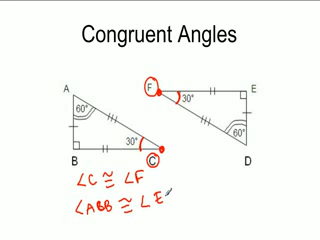 Congruent Angles
A
F
E
60°
30°
30°
60°
B
C
D
∠C ≅ ∠F
∠ABB ≅ ∠E